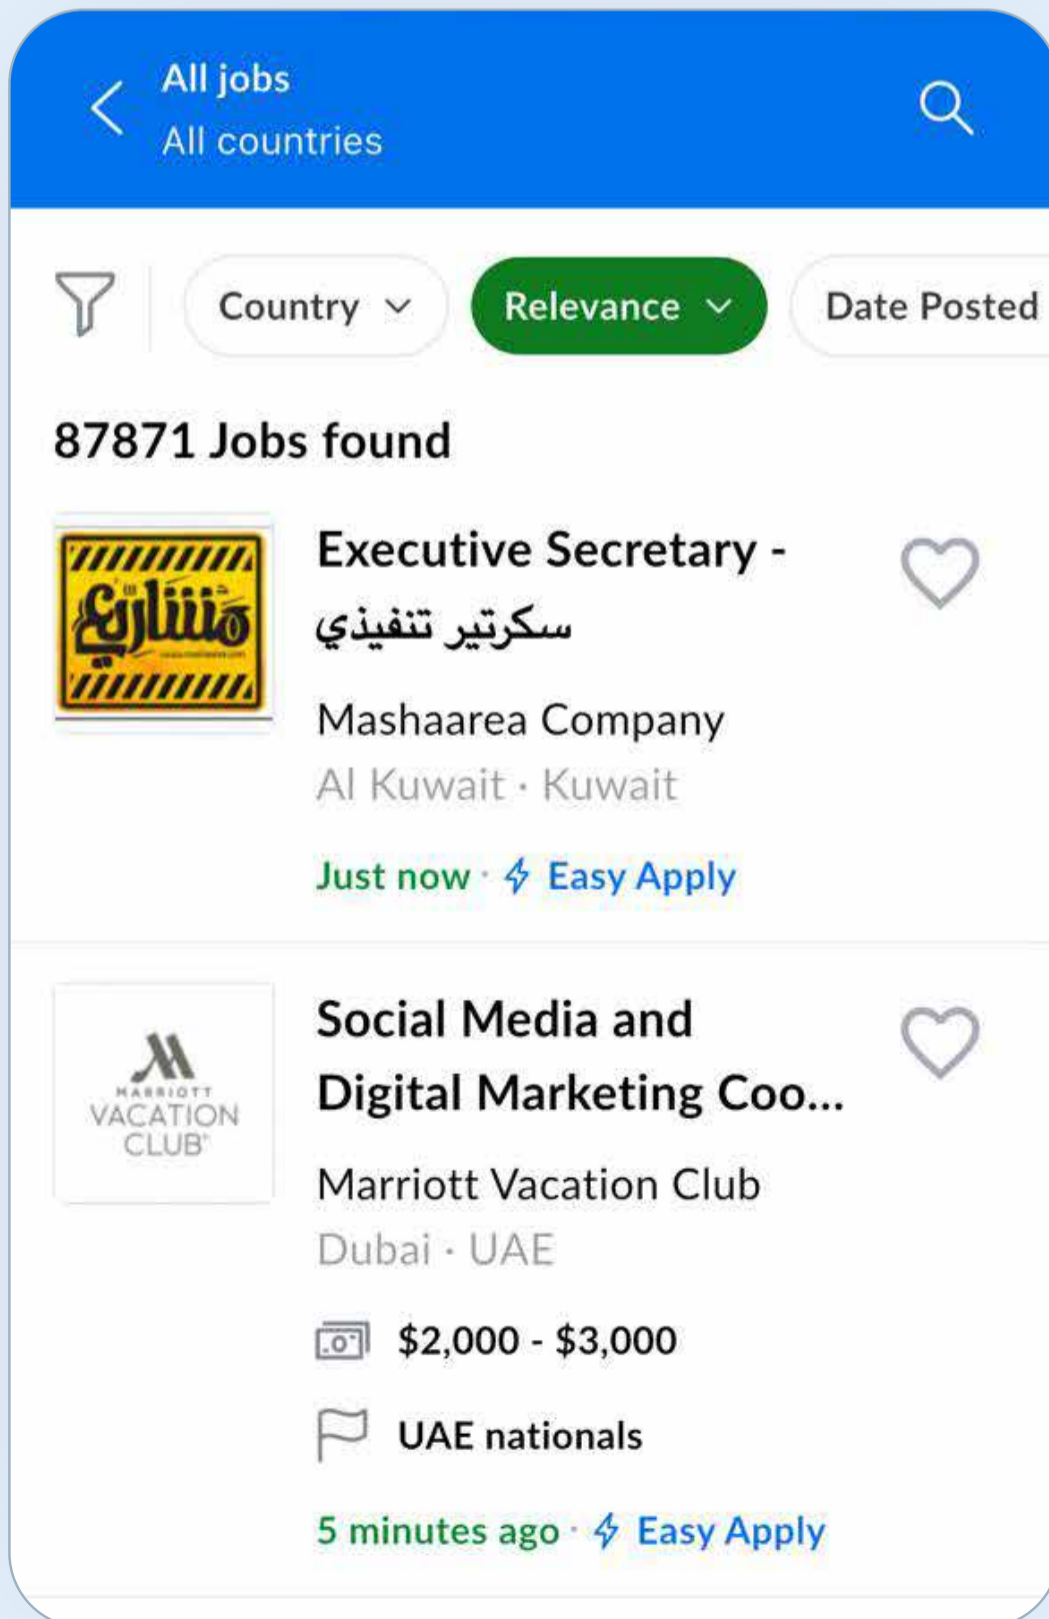 All jobs
All countries
Country
Relevance
Date Posted
87871 Jobs found
مشاريع
Executive Secretary -
سكرتير تنفيذي
Mashaarea Company
Al Kuwait · Kuwait
Just now · Easy Apply
MARRIOTT
VACATION
CLUB
Social Media and
Digital Marketing Coo...
Marriott Vacation Club
Dubai · UAE
$2,000 - $3,000
UAE nationals
5 minutes ago · Easy Apply